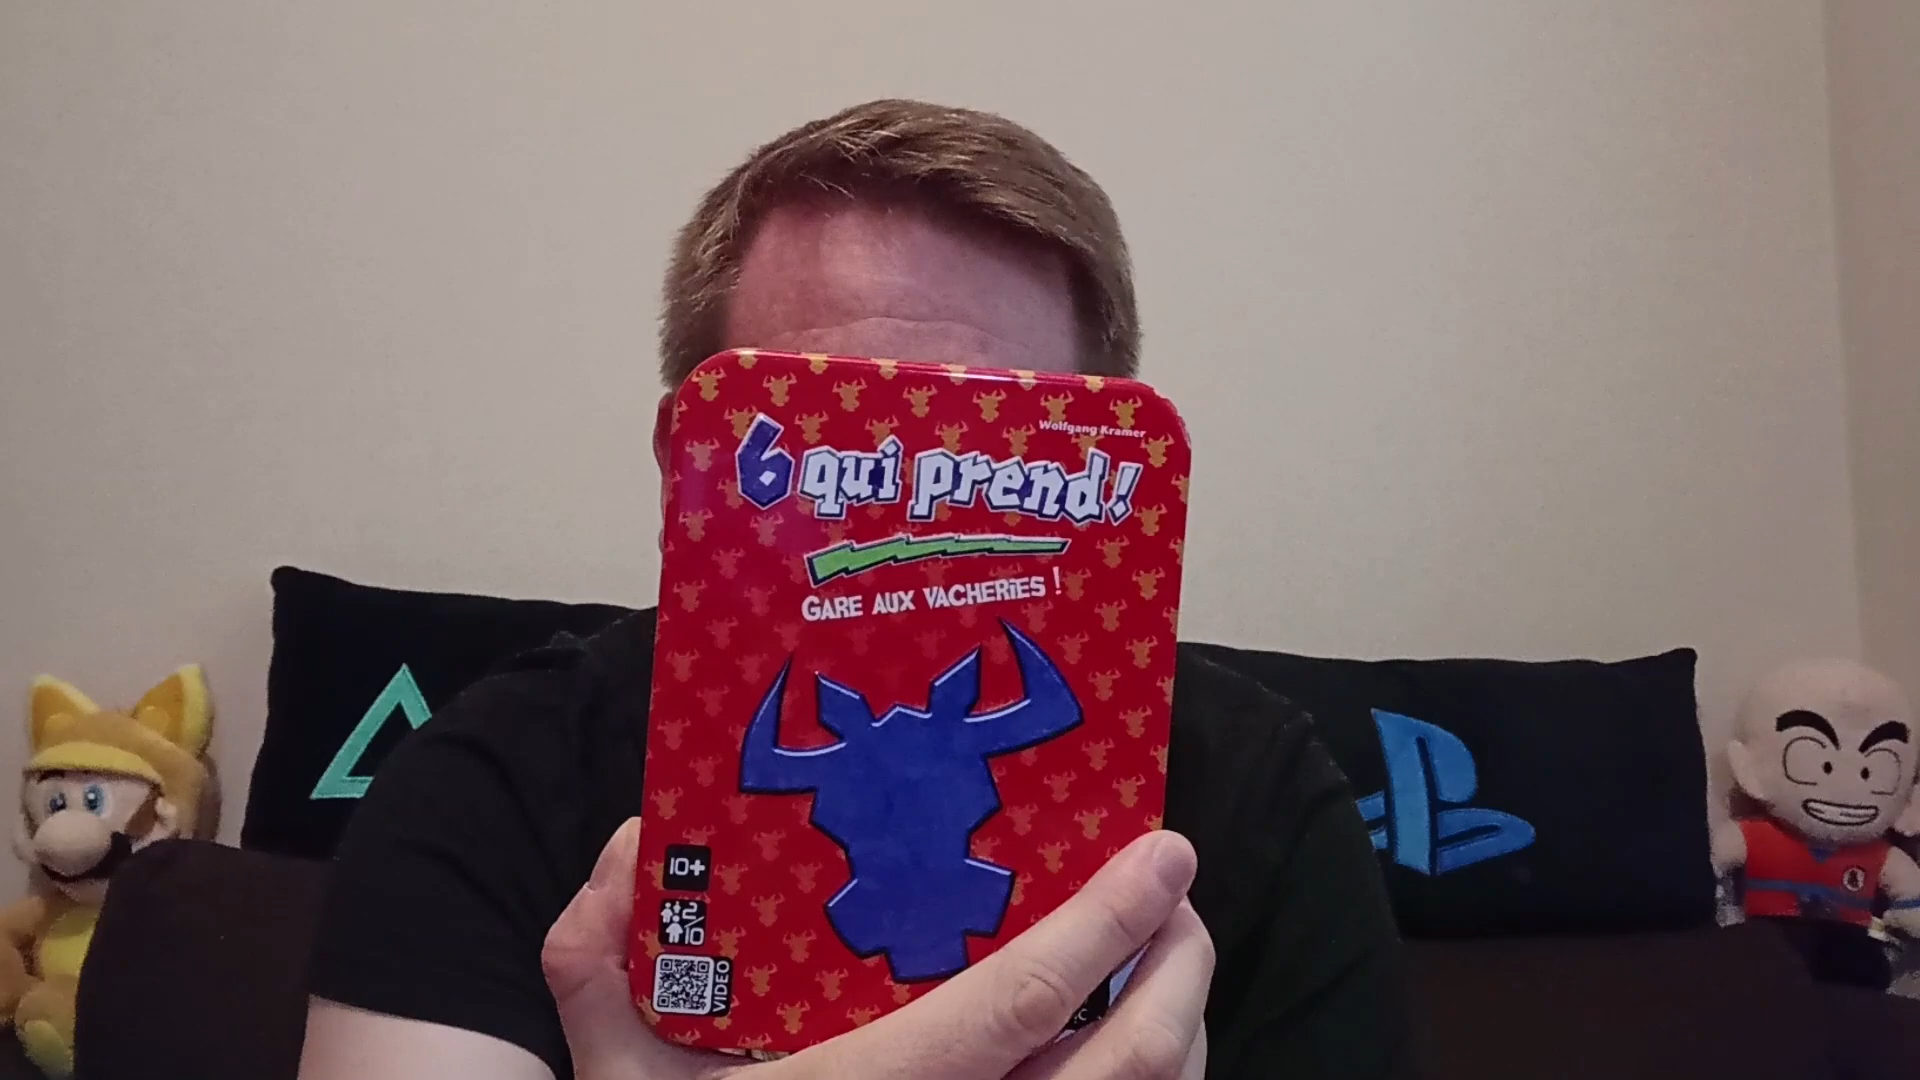 Wolfgang Kramer
6 qui prend!
GARE AUX VACHERIES !
10+
2/10
VIDEO